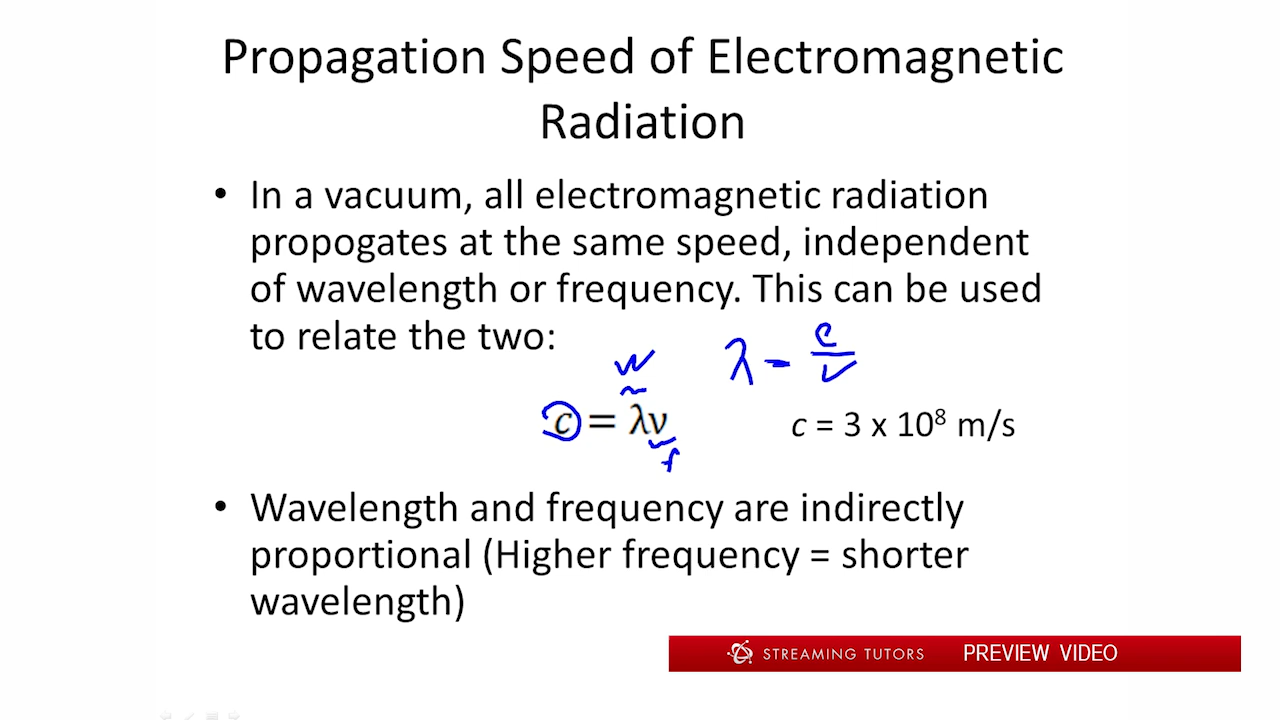 Propagation Speed of Electromagnetic
Radiation
• In a vacuum, all electromagnetic radiation
propogates at the same speed, independent
of wavelength or frequency. This can be used
to relate the two:
w
λ = c/ν
c = λν
c = 3 x 10⁸ m/s
f
• Wavelength and frequency are indirectly
proportional (Higher frequency = shorter
wavelength)
STREAMING TUTORS PREVIEW VIDEO